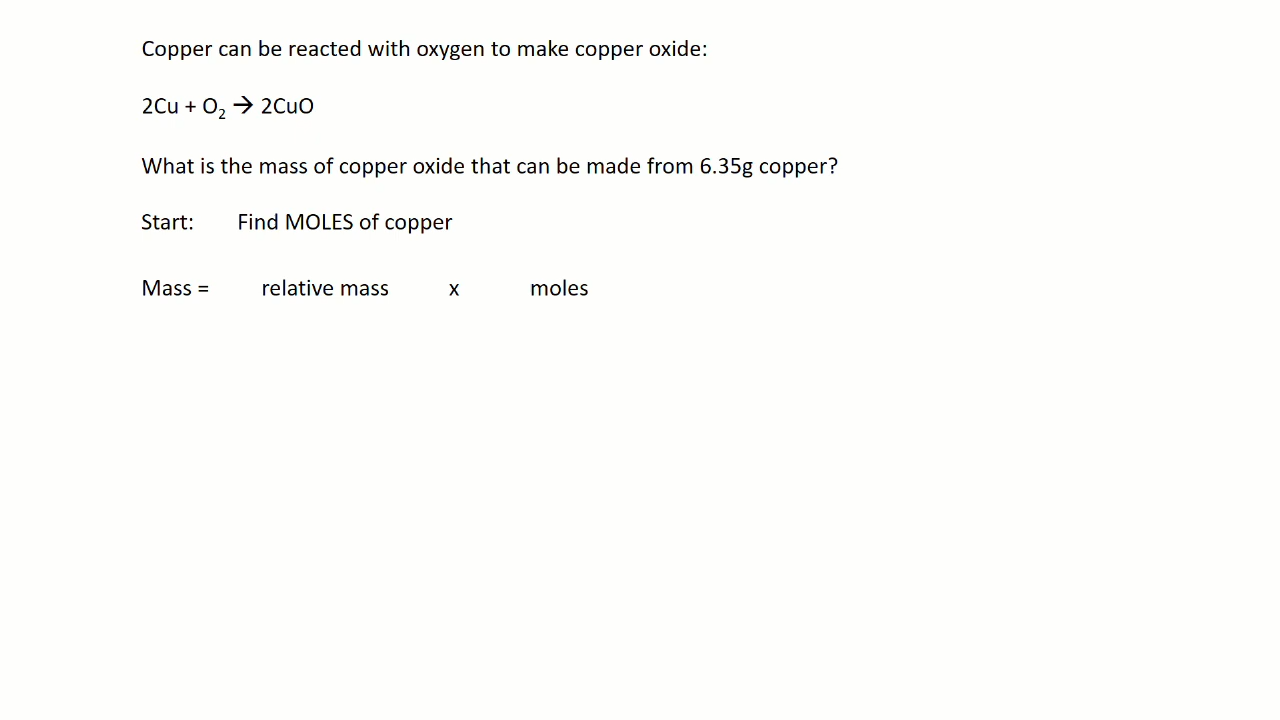 Copper can be reacted with oxygen to make copper oxide:
2Cu + O₂ → 2CuO
What is the mass of copper oxide that can be made from 6.35g copper?
Start: Find MOLES of copper
Mass = relative mass x moles